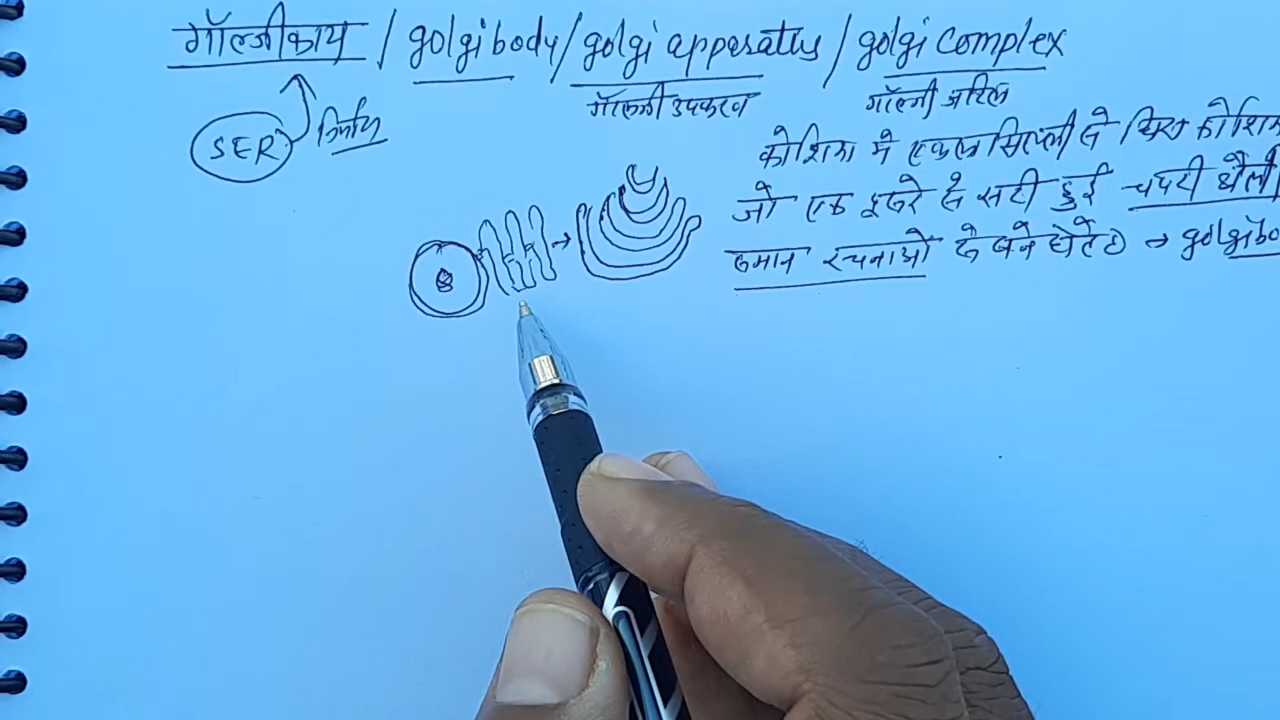 गॉल्जीकाय / golgi body / golgi apparatus / golgi complex
गॉल्जी उपकरण गॉल्जी जटिल
SER निर्माण
कोशिका में एकल झिल्ली से घिरा
जो एक दूसरे से सटी हुई चपटी थैली
समान रचनाओं से बने होते है → golgi bo